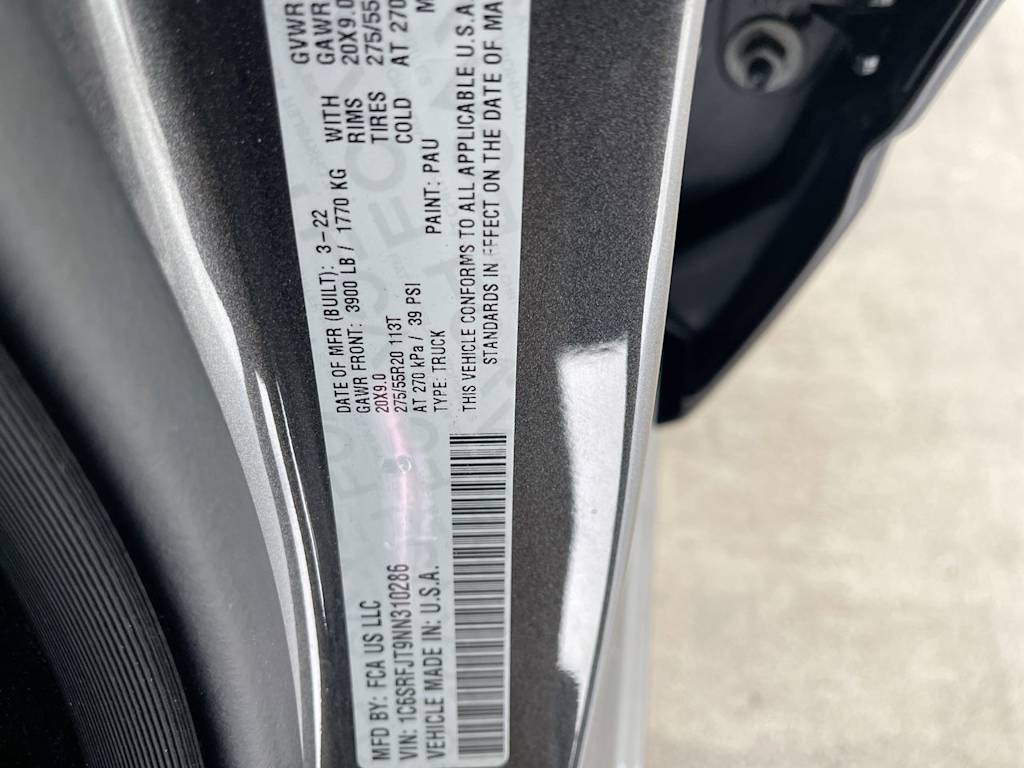 MFD BY: FCA US LLC
DATE OF MFR (BUILT): 3-22
GVWR
GAWR FRONT: 3900 LB / 1770 KG WITH
GAWR
20X9.0 RIMS
20X9.0
275/55R20 113T TIRES
275/55
AT 270 kPa / 39 PSI COLD
AT 270
VIN: 1C6SRFJT9NN310286
TYPE: TRUCK
PAINT: PAU
VEHICLE MADE IN: U.S.A.
THIS VEHICLE CONFORMS TO ALL APPLICABLE U.S.A.
STANDARDS IN EFFECT ON THE DATE OF MA